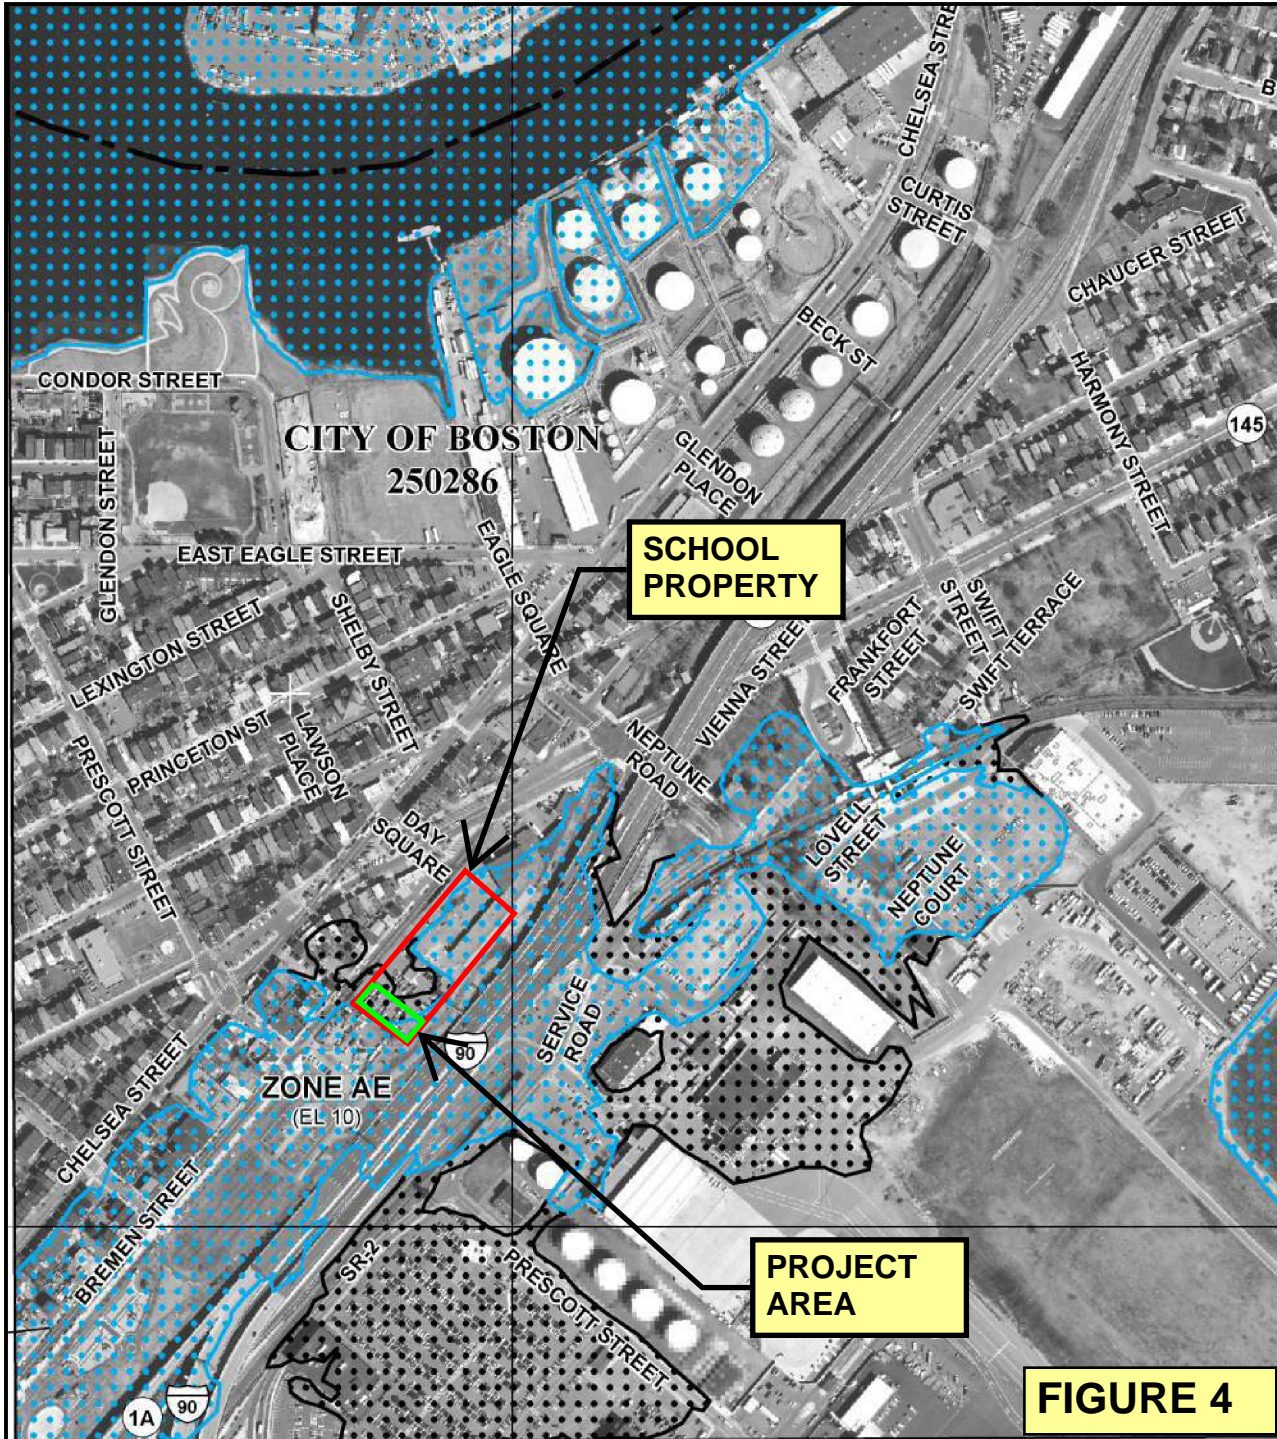 CHELSEA STRE
B
CURTIS
STREET
CHAUCER STREET
BECK ST
HARMONY STREET
CONDOR STREET
145
CITY OF BOSTON
250286
GLENDON STREET
GLENDON
PLACE
SCHOOL
PROPERTY
EAST EAGLE STREET
EAGLE SQUARE
LEXINGTON STREET
SHELBY STREET
SWIFT
STREET
SWIFT TERRACE
FRANKFORT
STREET
VIENNA STREET
PRINCETON ST
LAWSON
PLACE
NEPTUNE
ROAD
PRESCOTT STREET
DAY
SQUARE
LOVELL
STREET
NEPTUNE
COURT
SERVICE
ROAD
90
CHELSEA STREET
ZONE AE
(EL 10)
BREMEN STREET
SR-2
PRESCOTT STREET
PROJECT
AREA
1A
90
FIGURE 4